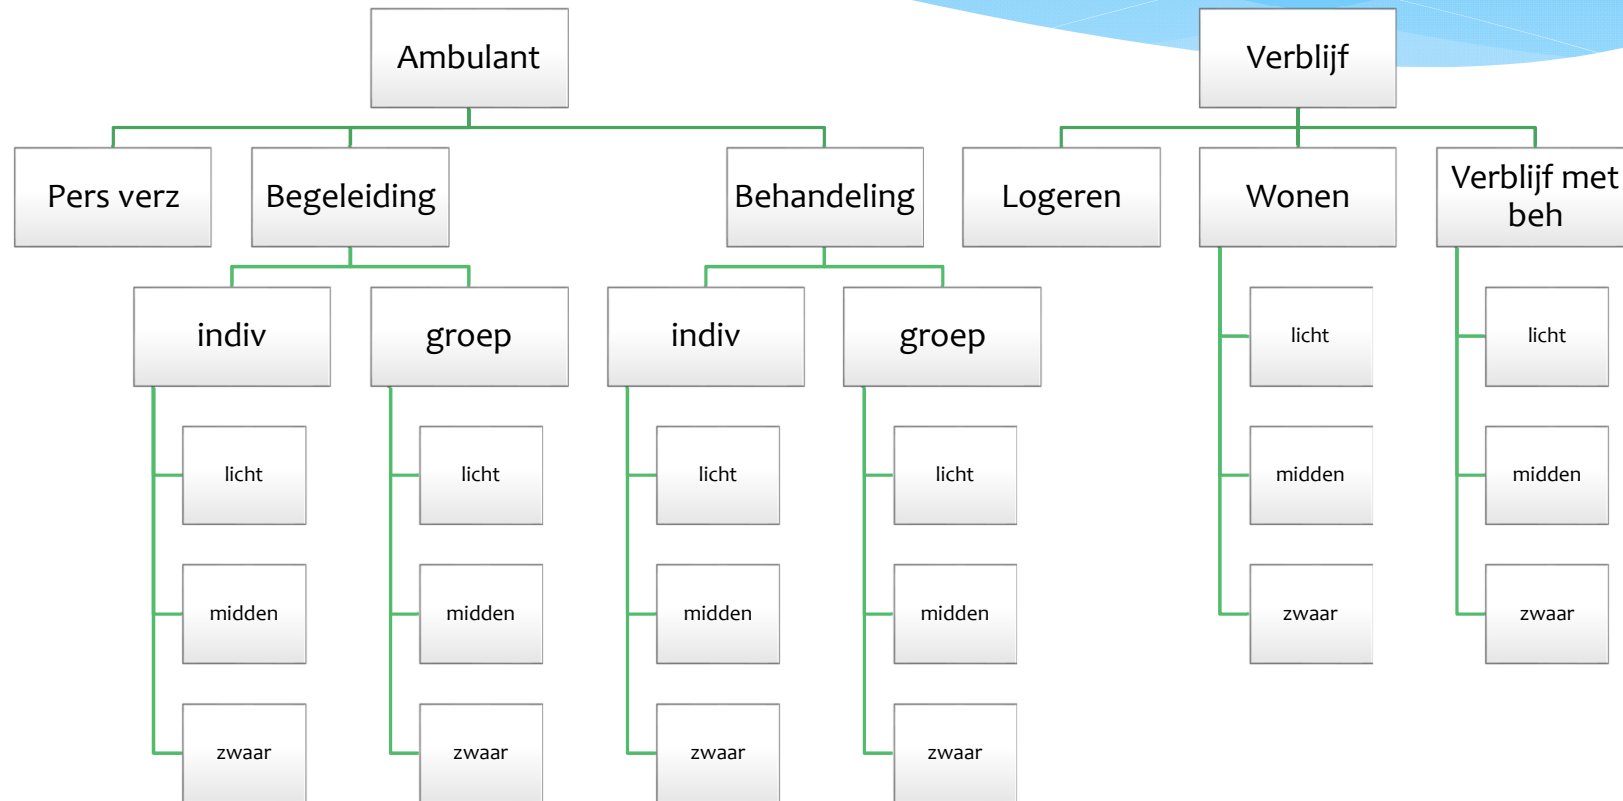 Ambulant
Verblijf
Pers verz
Begeleiding
Behandeling
Logeren
Wonen
Verblijf met
beh
indiv
groep
indiv
groep
licht
licht
licht
licht
licht
licht
midden
midden
midden
midden
midden
midden
zwaar
zwaar
zwaar
zwaar
zwaar
zwaar